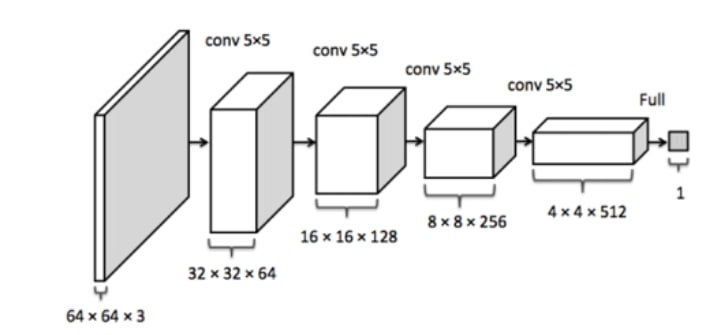 conv 5×5
conv 5×5
conv 5×5
conv 5×5
Full
64 × 64 × 3
32 × 32 × 64
16 × 16 × 128
8 × 8 × 256
4 × 4 × 512
1